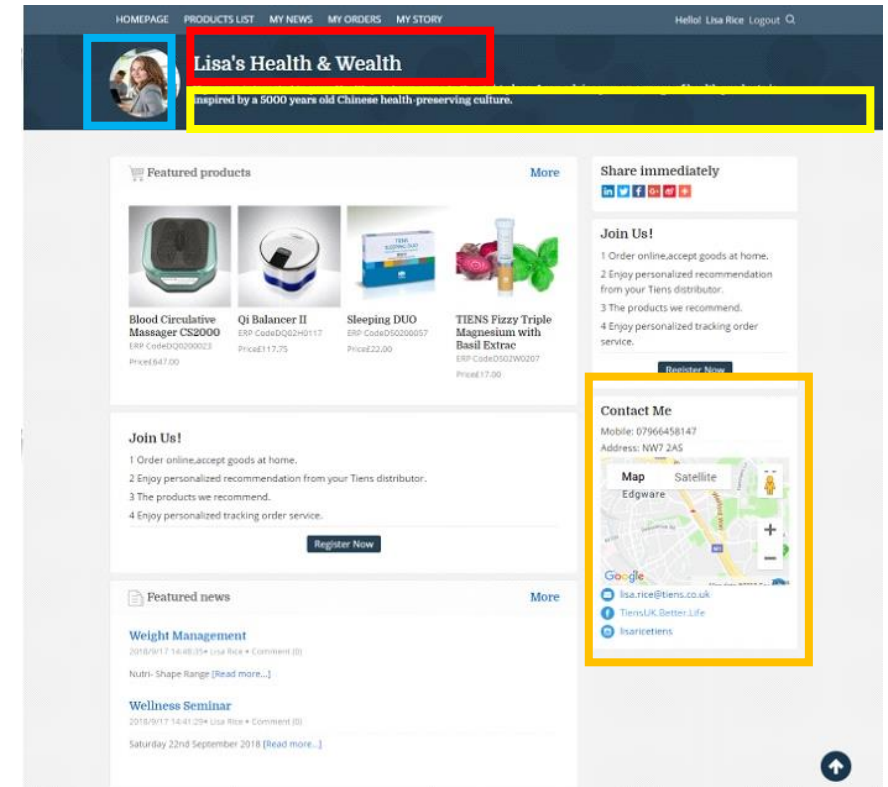 HOMEPAGE PRODUCTS LIST MY NEWS MY ORDERS MY STORY Hello! Lisa Rice Logout
Lisa's Health & Wealth
inspired by a 5000 years old Chinese health-preserving culture.
Featured products More
Blood Circulative
Massager CS2000
ERP CodeDQ0200023
Price£647.00
Qi Balancer II
ERP CodeDQ02H0117
Price£117.75
Sleeping DUO
ERP CodeDS0200057
Price£22.00
TIENS Fizzy Triple
Magnesium with
Basil Extrac
ERP CodeDS02W0207
Price£17.00
Share immediately
Join Us!
1 Order online,accept goods at home.
2 Enjoy personalized recommendation
from your Tiens distributor.
3 The products we recommend.
4 Enjoy personalized tracking order
service.
Register Now
Contact Me
Mobile: 07966458147
Address: NW7 2AS
Map Satellite
Edgware
Google
lisa.rice@tiens.co.uk
TiensUK.Better.Life
lisaricetiens
Join Us!
1 Order online,accept goods at home.
2 Enjoy personalized recommendation from your Tiens distributor.
3 The products we recommend.
4 Enjoy personalized tracking order service.
Register Now
Featured news More
Weight Management
2018/9/17 14:48:35• Lisa Rice • Comment (0)
Nutri- Shape Range [Read more...]
Wellness Seminar
2018/9/17 14:41:29• Lisa Rice • Comment (0)
Saturday 22nd September 2018 [Read more...]